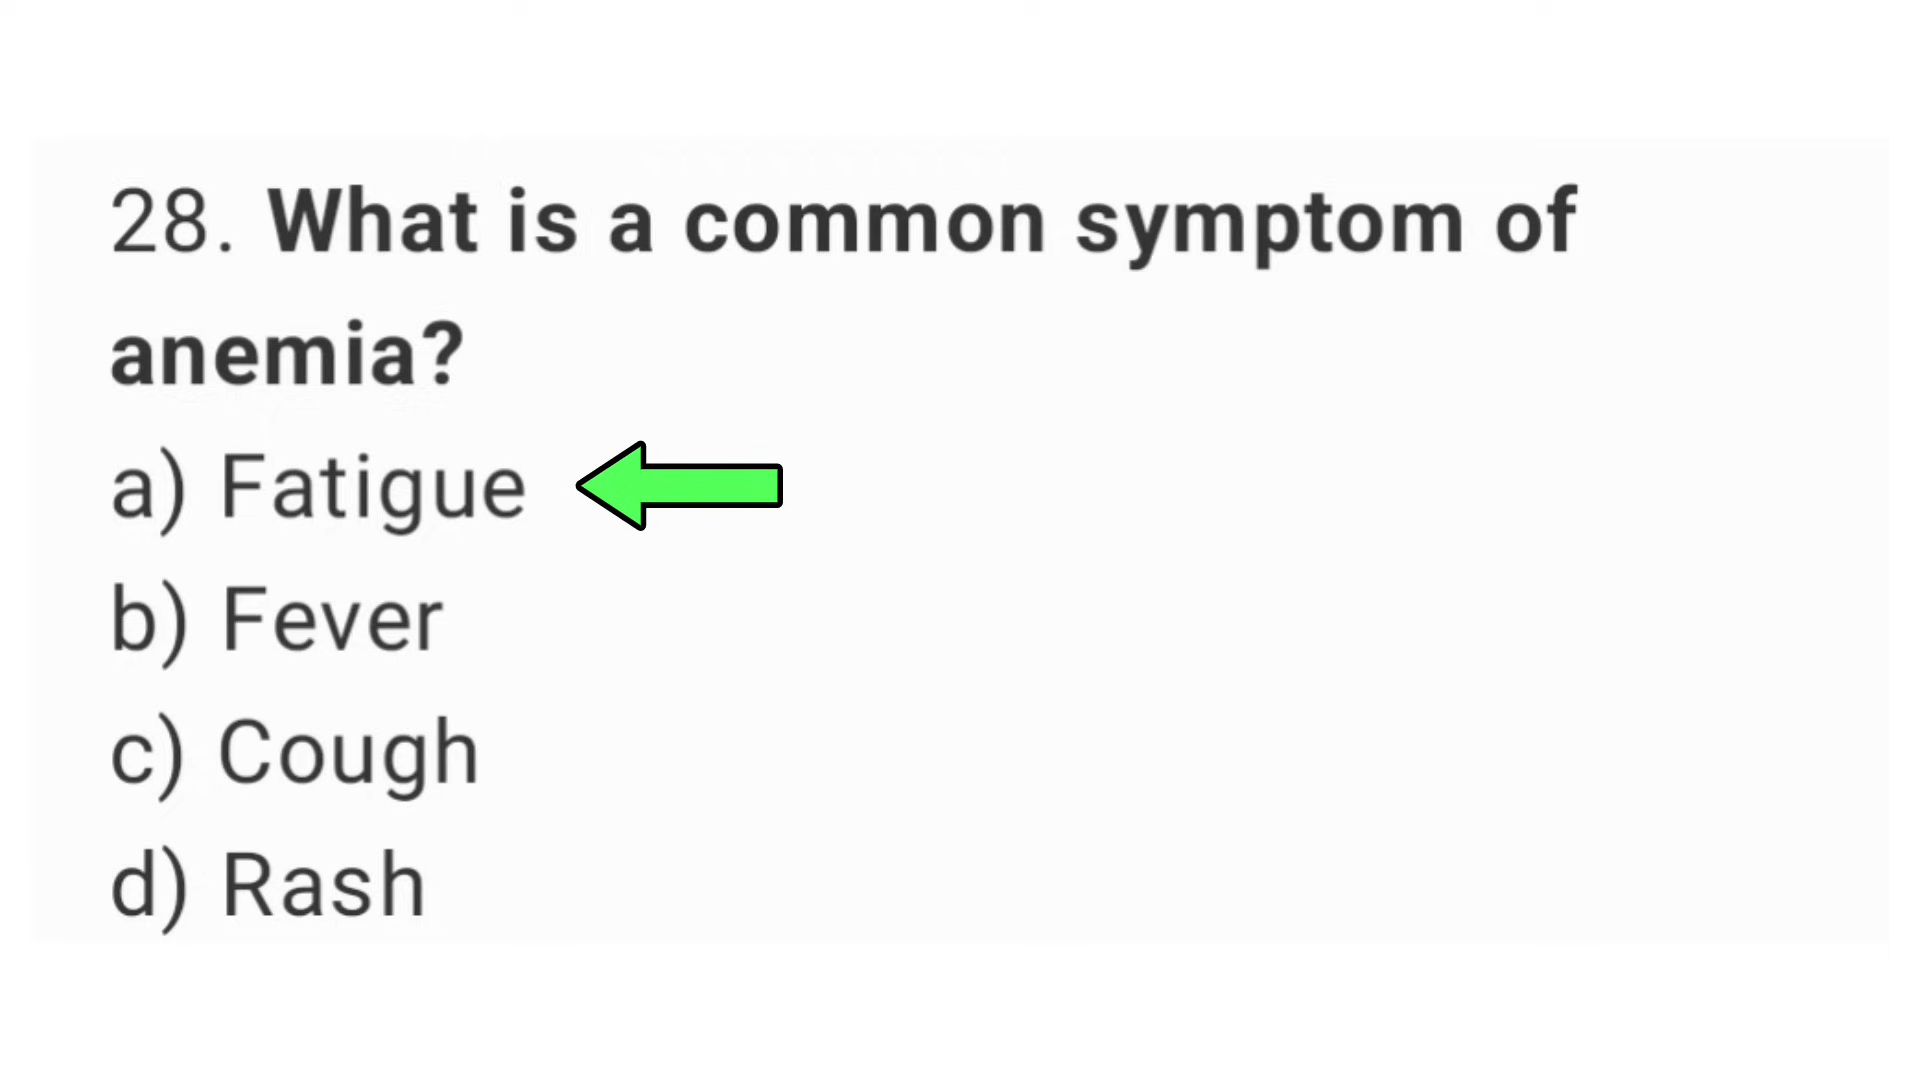 28. What is a common symptom of
anemia?
a) Fatigue
b) Fever
c) Cough
d) Rash